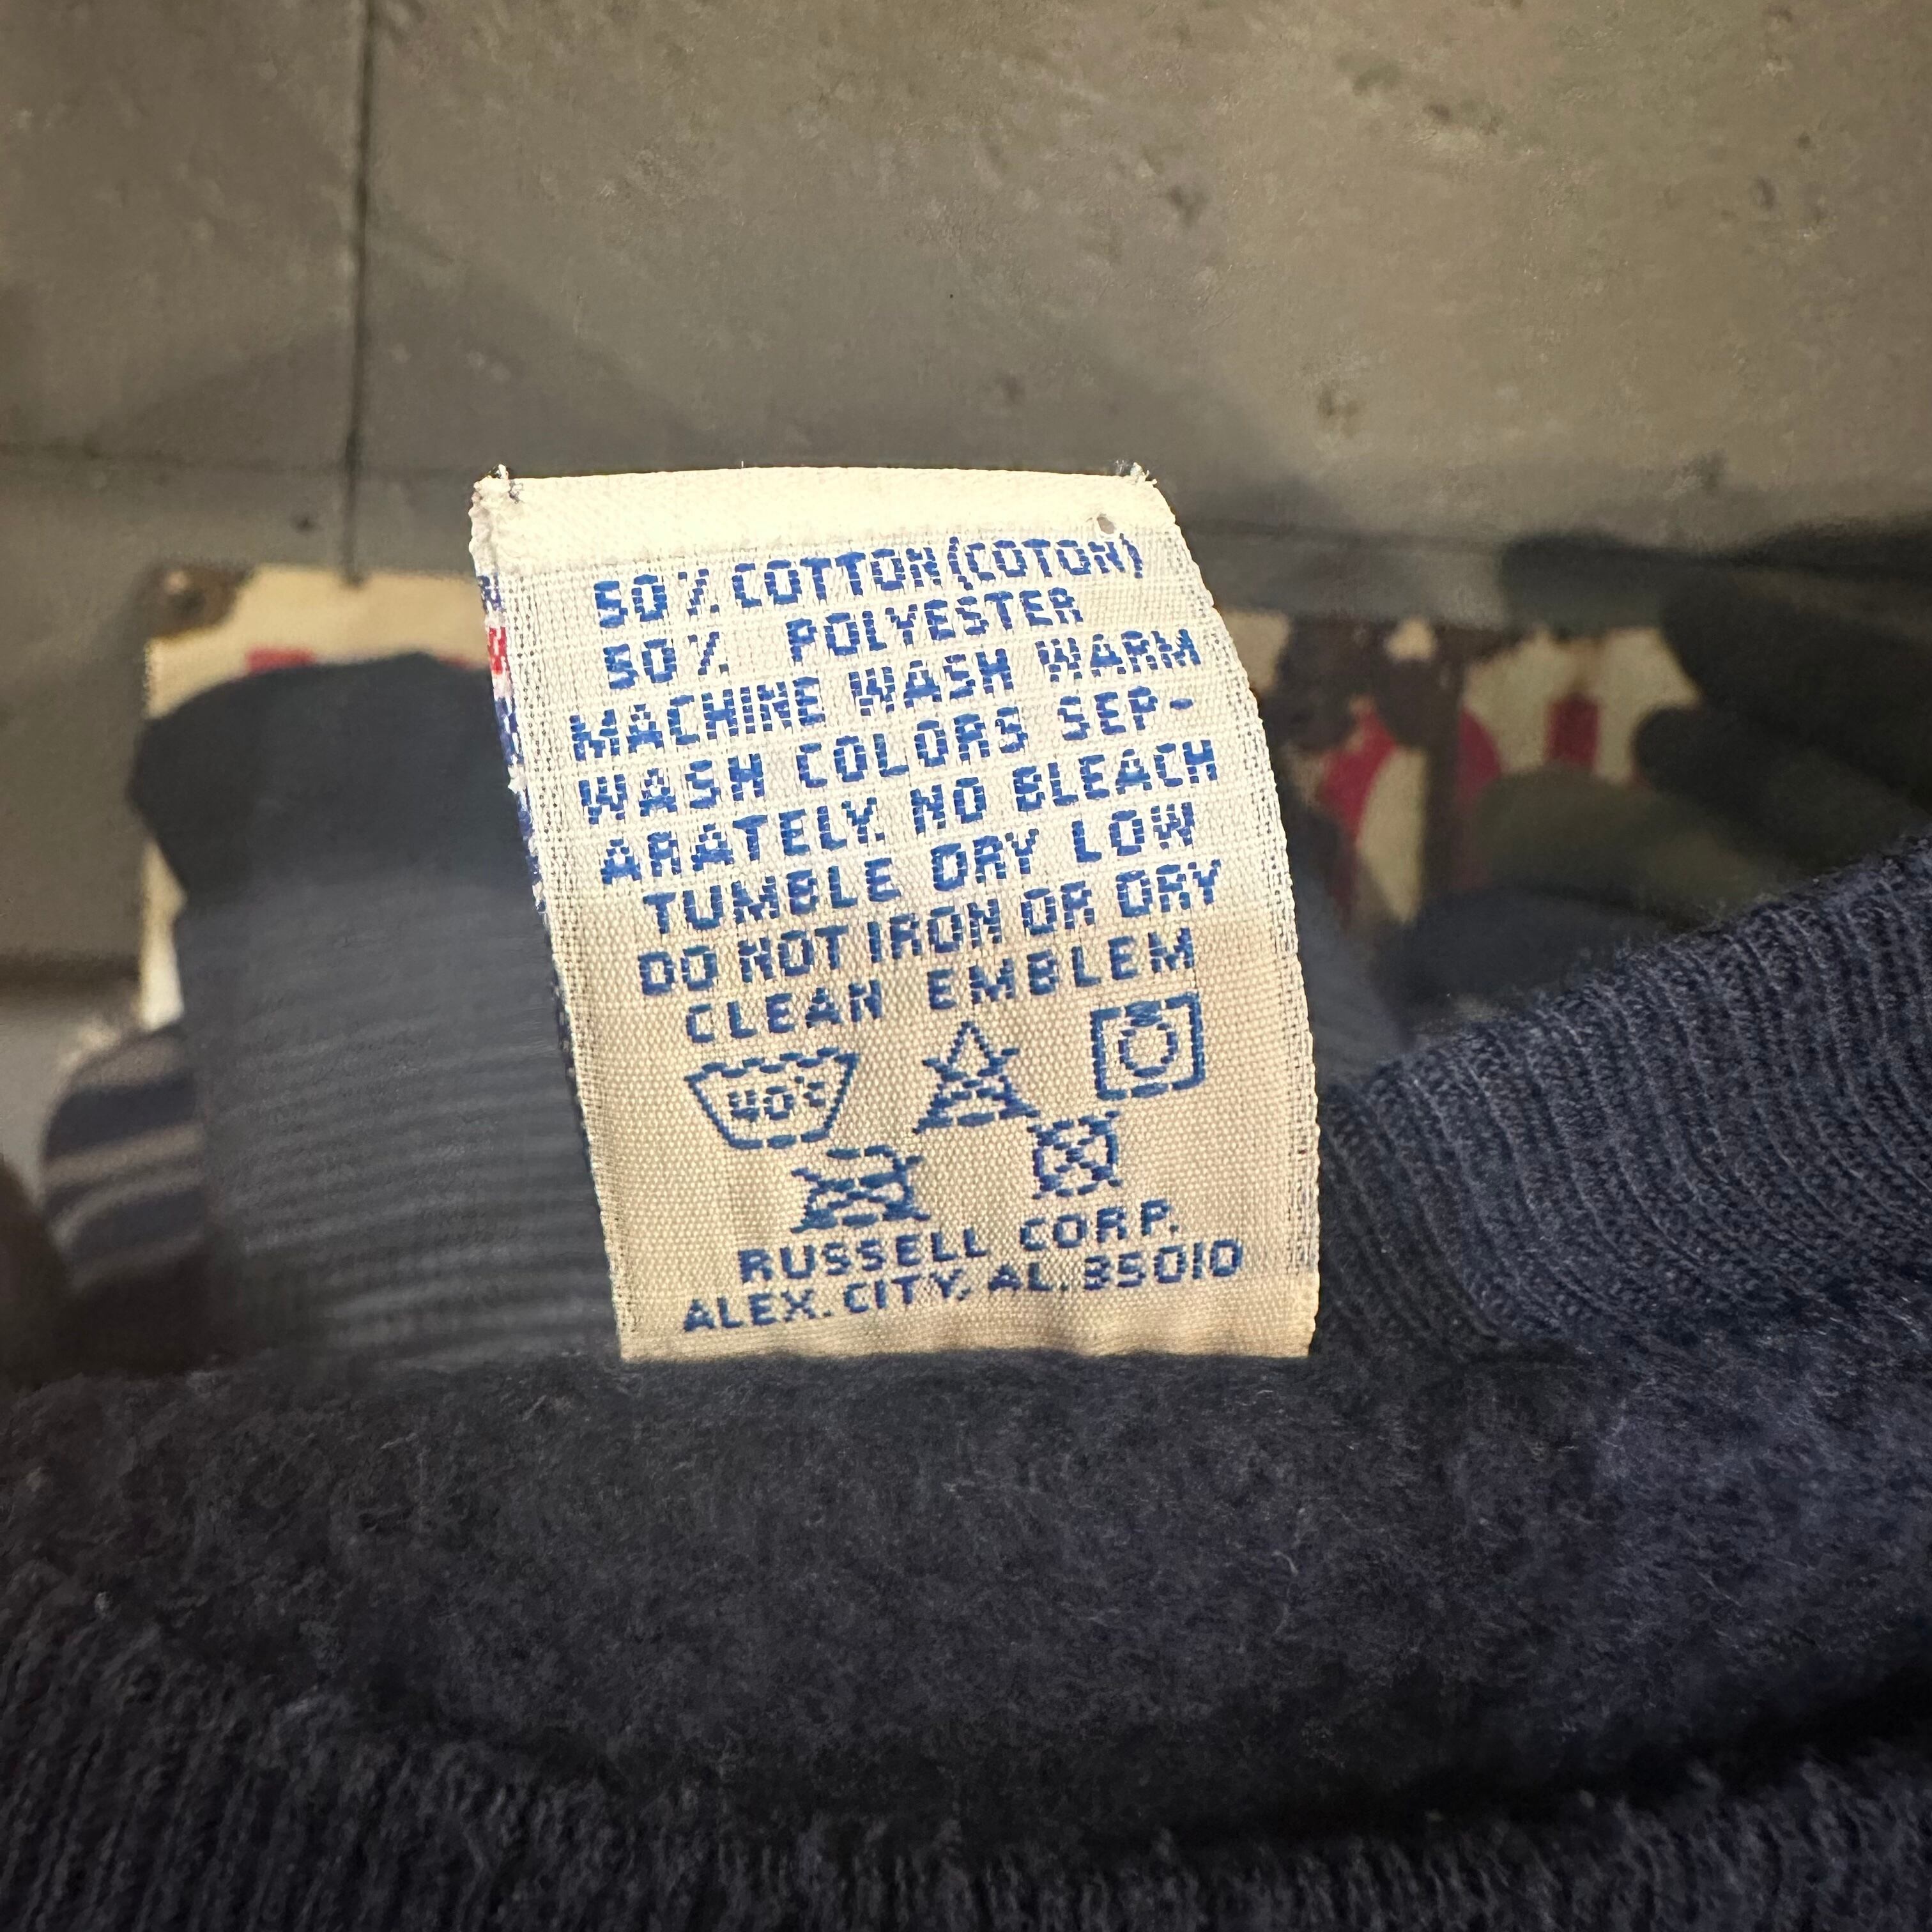 50% COTTON (COTON)
50% POLYESTER
MACHINE WASH WARM
WASH COLORS SEP-
ARATELY. NO BLEACH
TUMBLE DRY LOW
DO NOT IRON OR DRY
CLEAN EMBLEM
40°C
RUSSELL CORP.
ALEX. CITY, AL. 35010